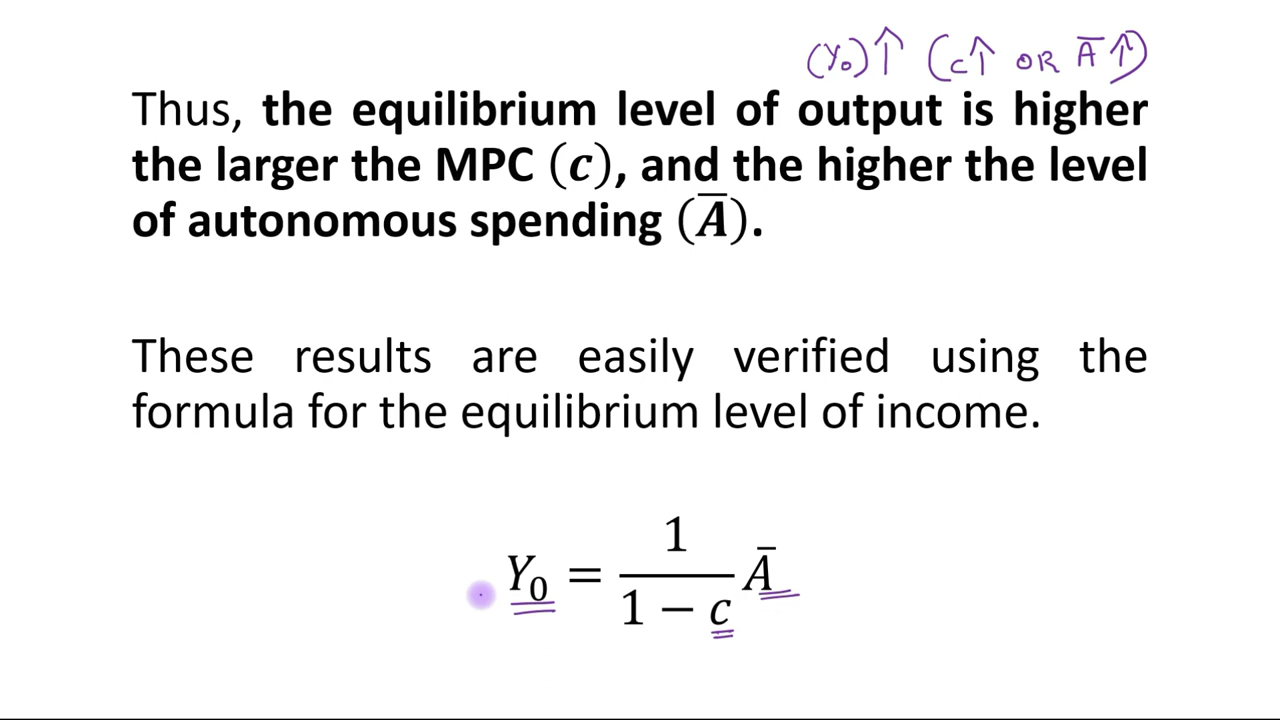 (Y₀)↑ (c↑ OR Ā↑)
Thus, the equilibrium level of output is higher
the larger the MPC (c), and the higher the level
of autonomous spending (Ā).
These results are easily verified using the
formula for the equilibrium level of income.
Y₀ = 1/(1 − c) Ā